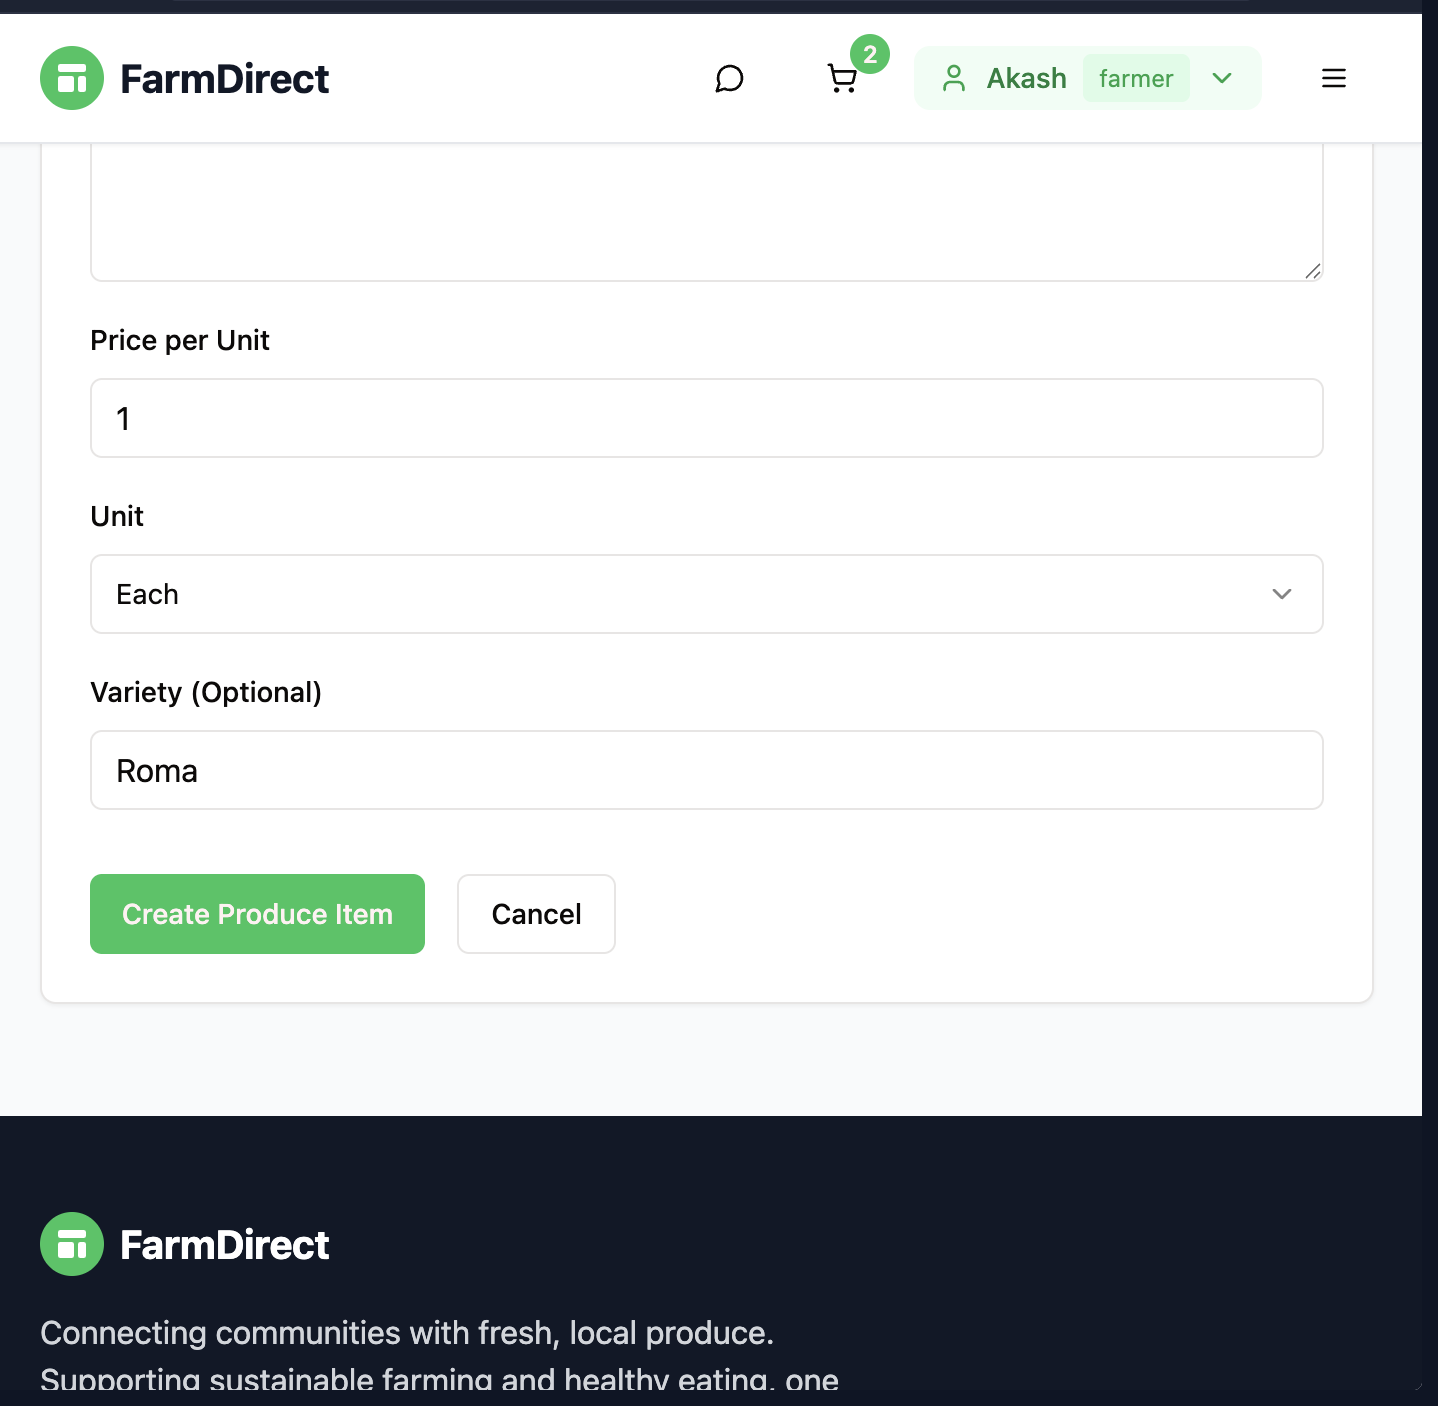 FarmDirect
2
Akash farmer
Price per Unit
1
Unit
Each
Variety (Optional)
Roma
Create Produce Item
Cancel
FarmDirect
Connecting communities with fresh, local produce.
Supporting sustainable farming and healthy eating, one